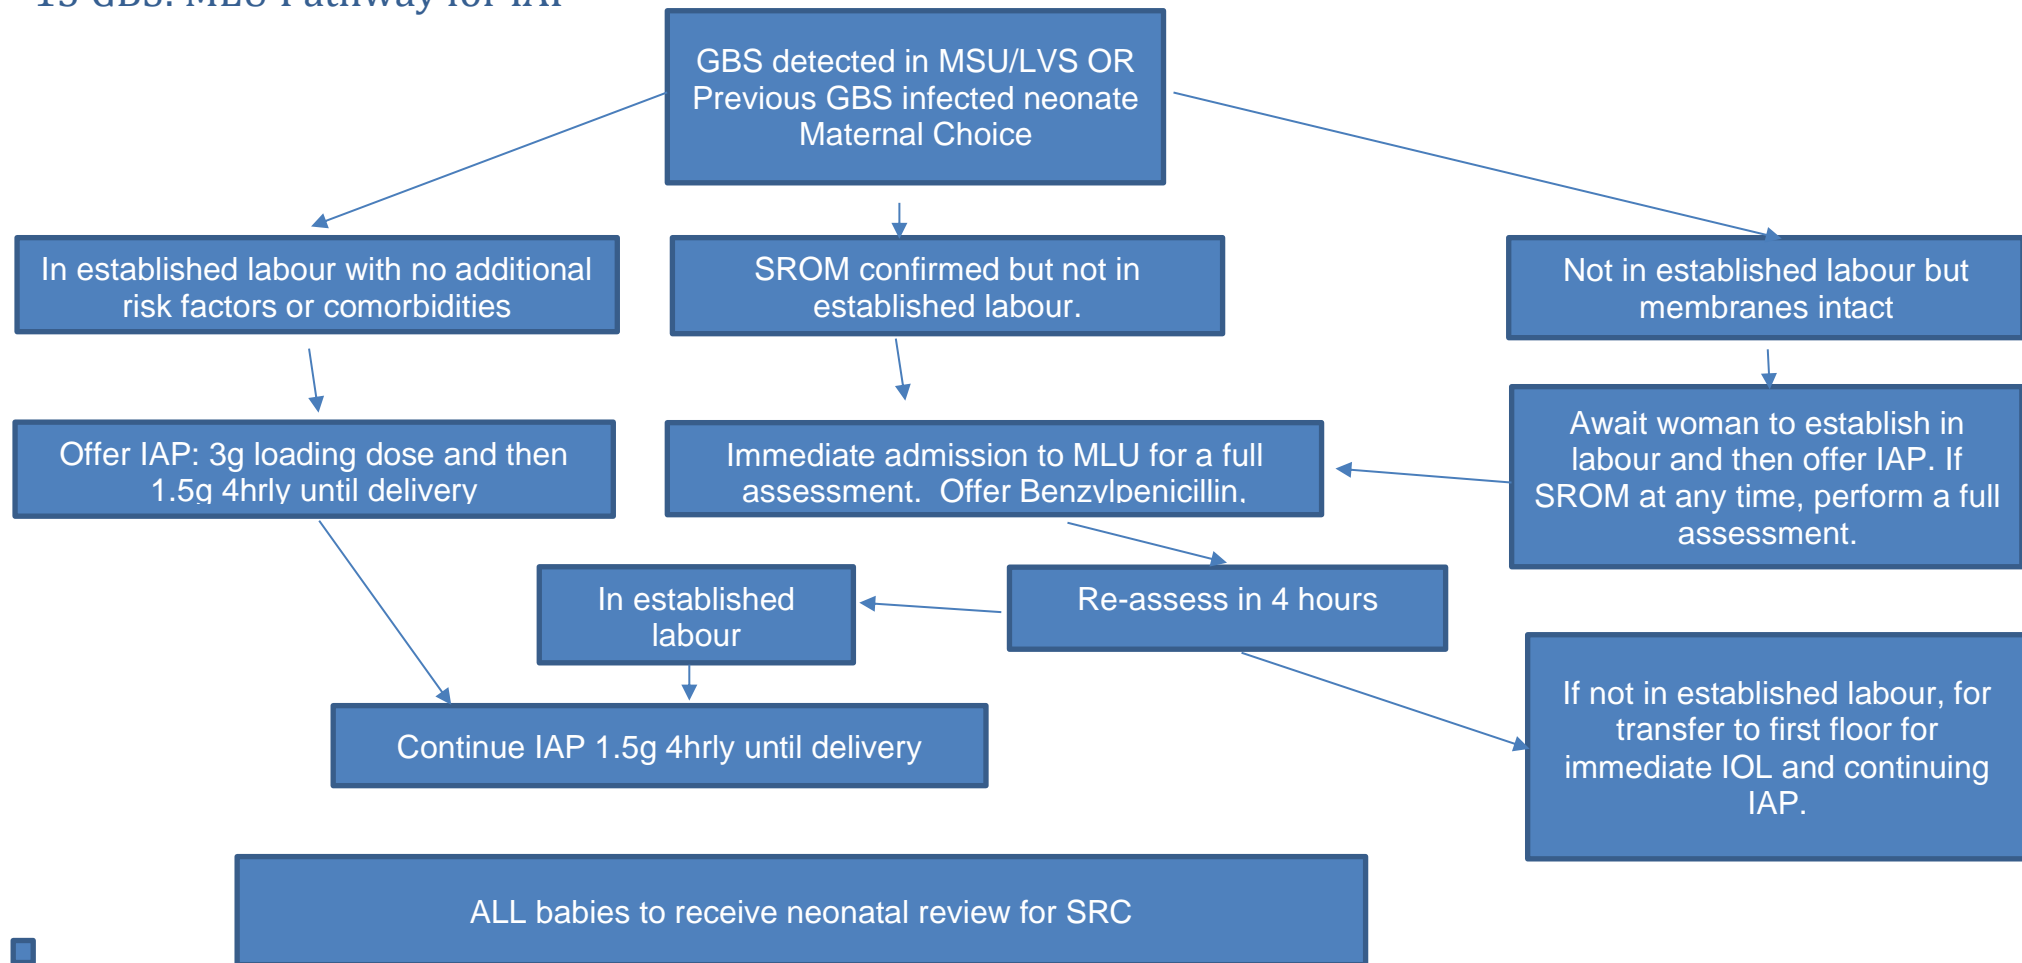 15 GBS: MLU Pathway for IAP
GBS detected in MSU/LVS OR
Previous GBS infected neonate
Maternal Choice
In established labour with no additional
risk factors or comorbidities
SROM confirmed but not in
established labour.
Not in established labour but
membranes intact
Offer IAP: 3g loading dose and then
1.5g 4hrly until delivery
Immediate admission to MLU for a full
assessment. Offer Benzylpenicillin.
Await woman to establish in
labour and then offer IAP. If
SROM at any time, perform a full
assessment.
In established
labour
Re-assess in 4 hours
If not in established labour, for
transfer to first floor for
immediate IOL and continuing
IAP.
Continue IAP 1.5g 4hrly until delivery
ALL babies to receive neonatal review for SRC